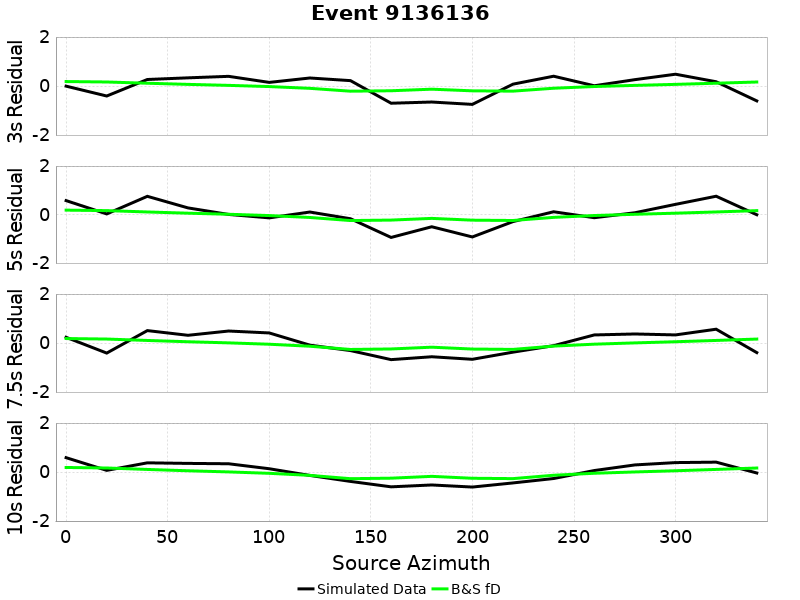 Event 9136136
3s Residual
2
0
-2
5s Residual
2
0
-2
7.5s Residual
2
0
-2
10s Residual
2
0
-2
0 50 100 150 200 250 300
Source Azimuth
Simulated Data B&S fD